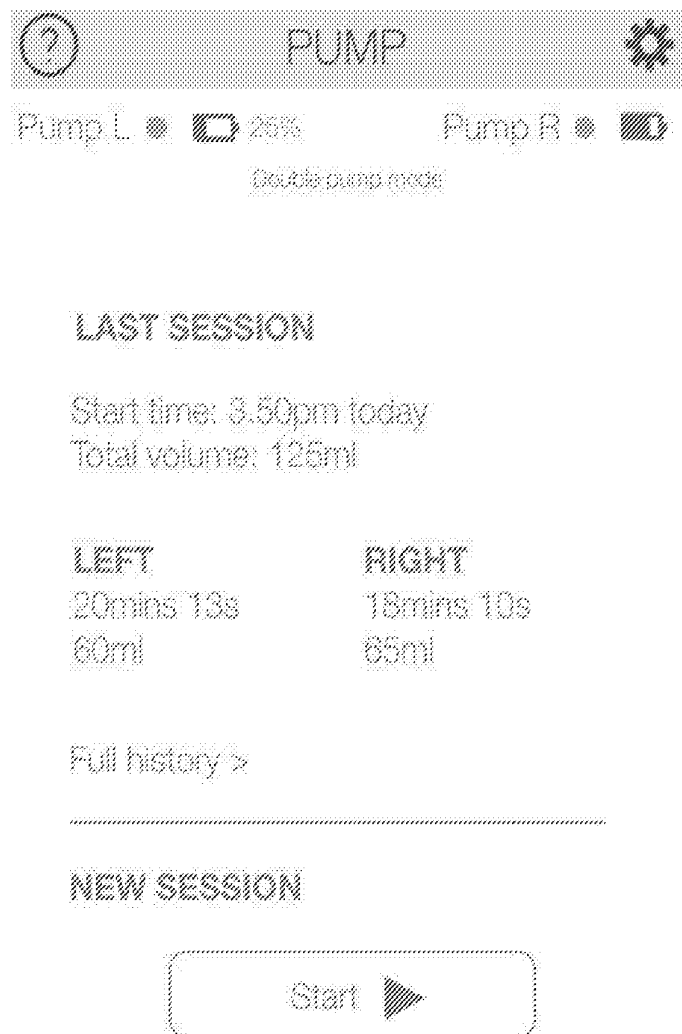 ? PUMP
Pump L 25% Pump R
Double pump mode
LAST SESSION
Start time: 3.50pm today
Total volume: 125ml
LEFT RIGHT
20mins 13s 18mins 10s
60ml 65ml
Full history >
NEW SESSION
Start